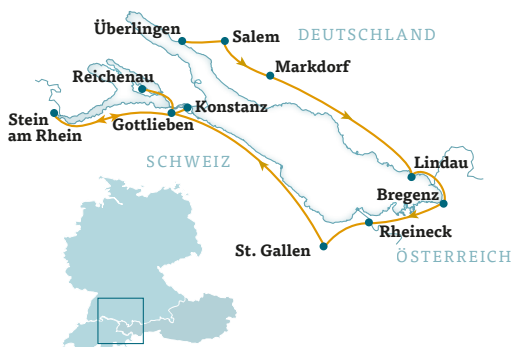 Überlingen
Salem
DEUTSCHLAND
Markdorf
Reichenau
Konstanz
Stein
am Rhein
Gottlieben
SCHWEIZ
Lindau
Bregenz
Rheineck
St. Gallen
ÖSTERREICH